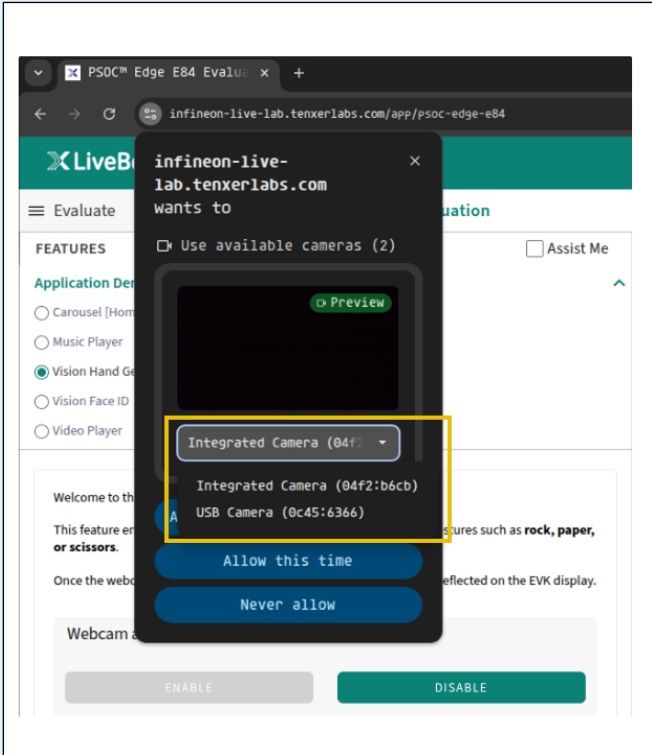 PSOC™ Edge E84 Evalua
infineon-live-lab.tenxerlabs.com/app/psoc-edge-e84
LiveB
infineon-live-
lab.tenxerlabs.com
wants to
Evaluate
uation
FEATURES
Use available cameras (2)
Assist Me
Application Der
Preview
Carousel [Hom
Music Player
Vision Hand Ge
Vision Face ID
Video Player
Integrated Camera (04f2
Integrated Camera (04f2:b6cb)
USB Camera (0c45:6366)
Welcome to th
A
This feature en
stures such as rock, paper,
or scissors.
Allow this time
Once the webc
eflected on the EVK display.
Never allow
Webcam a
ENABLE
DISABLE